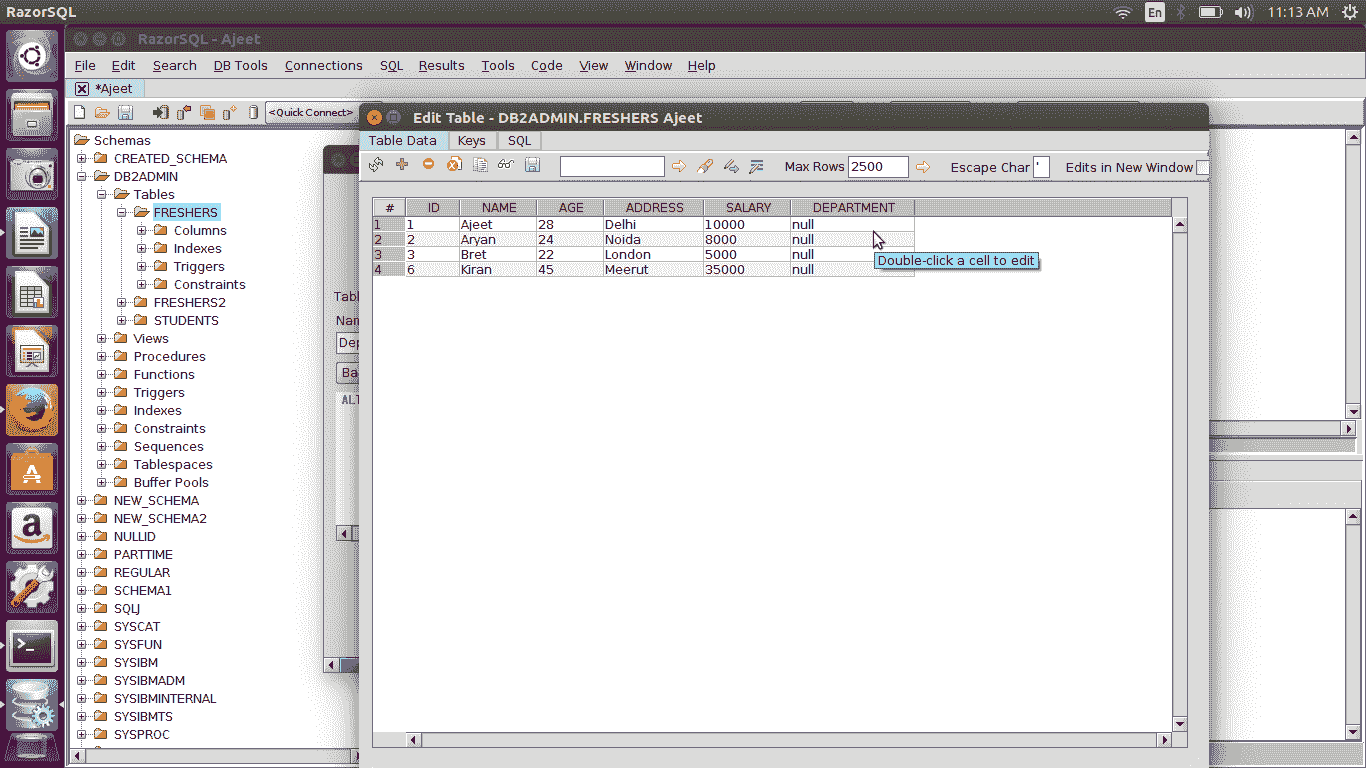 RazorSQL
En
11:13 AM
RazorSQL - Ajeet
File Edit Search DB Tools Connections SQL Results Tools Code View Window Help
*Ajeet
<Quick Connect>
Schemas
CREATED_SCHEMA
DB2ADMIN
Tables
FRESHERS
Columns
Indexes
Triggers
Constraints
FRESHERS2
STUDENTS
Views
Procedures
Functions
Triggers
Indexes
Constraints
Sequences
Tablespaces
Buffer Pools
NEW_SCHEMA
NEW_SCHEMA2
NULLID
PARTTIME
REGULAR
SCHEMA1
SQLJ
SYSCAT
SYSFUN
SYSIBM
SYSIBMADM
SYSIBMINTERNAL
SYSIBMTS
SYSPROC
Tabl
Nam
Dep
Ba
ALT
Edit Table - DB2ADMIN.FRESHERS Ajeet
Table Data Keys SQL
Max Rows 2500 Escape Char ' Edits in New Window
# ID NAME AGE ADDRESS SALARY DEPARTMENT
1 1 Ajeet 28 Delhi 10000 null
2 2 Aryan 24 Noida 8000 null
3 3 Bret 22 London 5000 null
4 6 Kiran 45 Meerut 35000 null
Double-click a cell to edit